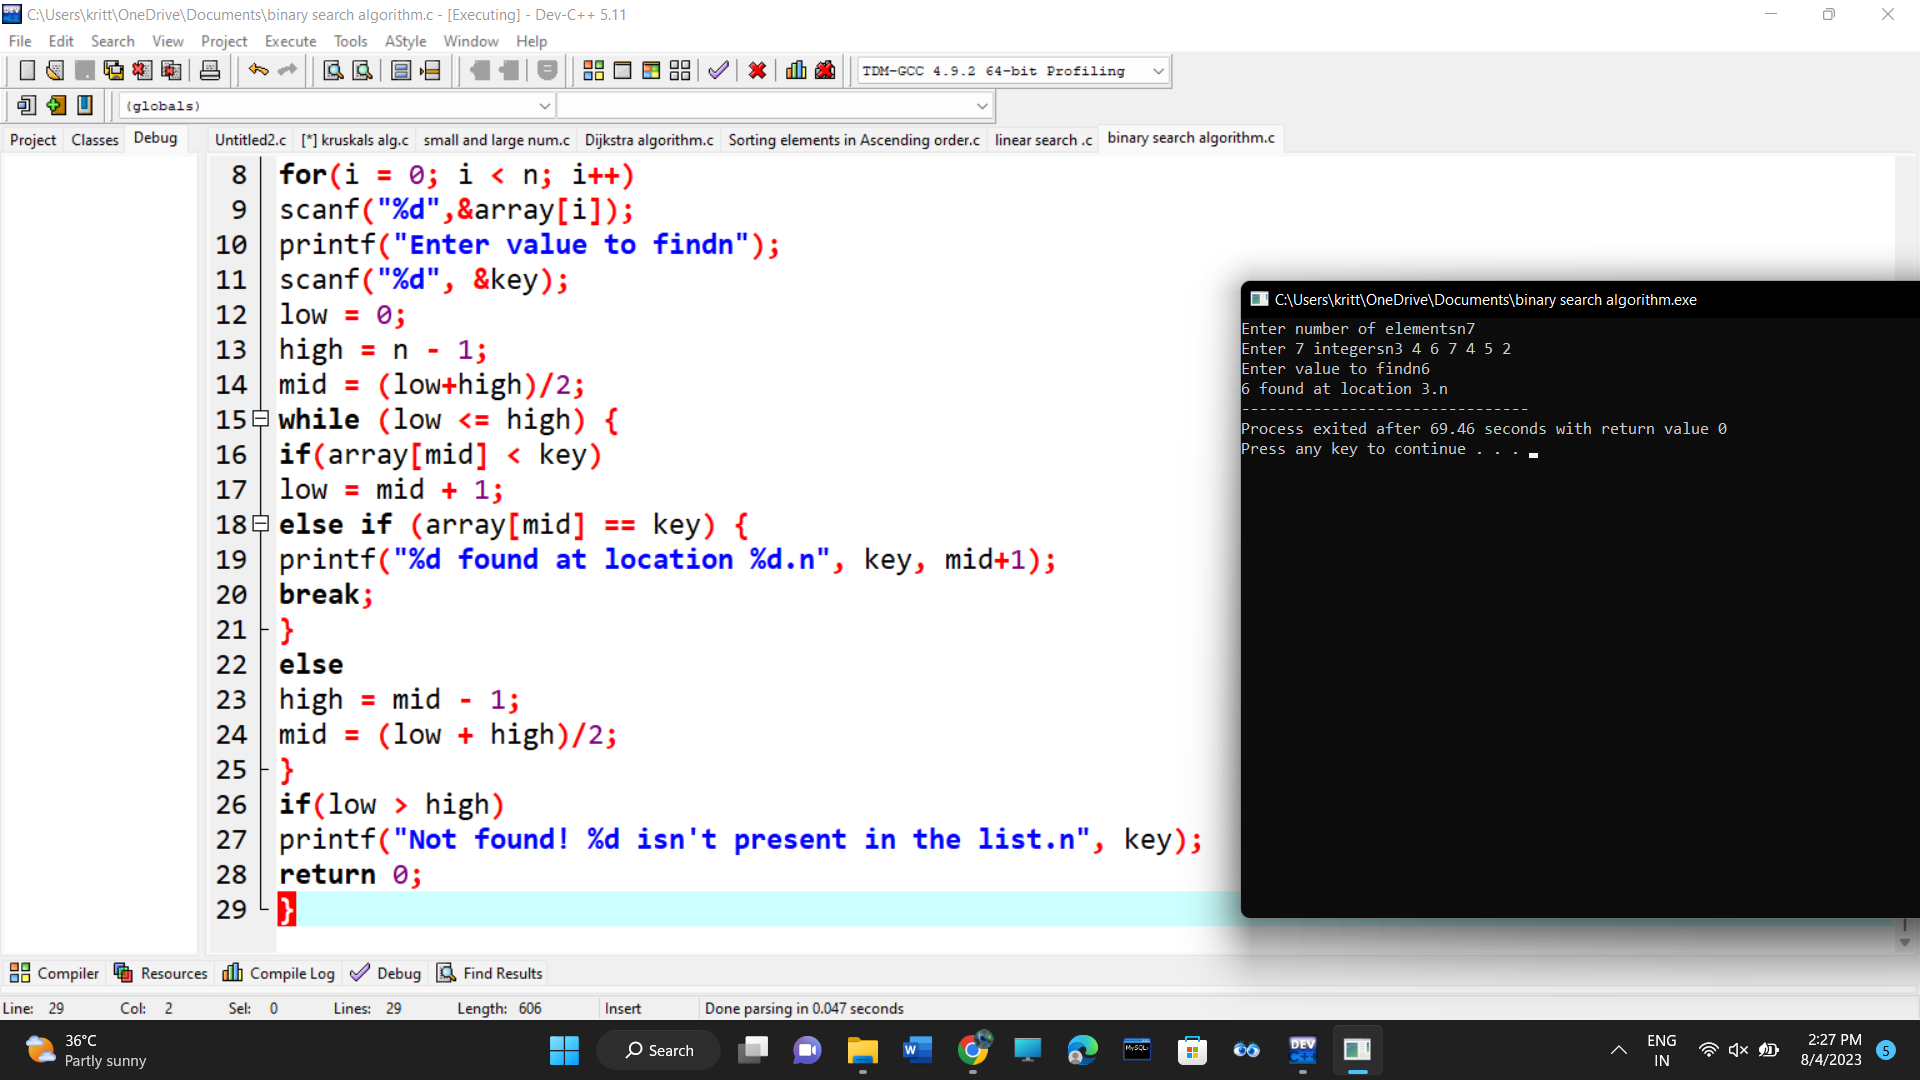 C:\Users\kritt\OneDrive\Documents\binary search algorithm.c - [Executing] - Dev-C++ 5.11
File Edit Search View Project Execute Tools AStyle Window Help
TDM-GCC 4.9.2 64-bit Profiling
(globals)
Project Classes Debug
Untitled2.c [*] kruskals alg.c small and large num.c Dijkstra algorithm.c Sorting elements in Ascending order.c linear search .c binary search algorithm.c
8 for(i = 0; i < n; i++)
9 scanf("%d",&array[i]);
10 printf("Enter value to findn");
11 scanf("%d", &key);
12 low = 0;
13 high = n - 1;
14 mid = (low+high)/2;
15 while (low <= high) {
16 if(array[mid] < key)
17 low = mid + 1;
18 else if (array[mid] == key) {
19 printf("%d found at location %d.n", key, mid+1);
20 break;
21 }
22 else
23 high = mid - 1;
24 mid = (low + high)/2;
25 }
26 if(low > high)
27 printf("Not found! %d isn't present in the list.n", key);
28 return 0;
29 }
C:\Users\kritt\OneDrive\Documents\binary search algorithm.exe
Enter number of elementsn7
Enter 7 integersn3 4 6 7 4 5 2
Enter value to findn6
6 found at location 3.n
--------------------------------
Process exited after 69.46 seconds with return value 0
Press any key to continue . . .
Compiler Resources Compile Log Debug Find Results
Line: 29 Col: 2 Sel: 0 Lines: 29 Length: 606 Insert Done parsing in 0.047 seconds
36°C
Partly sunny
Search
W
MySQL
DEV
C++
ENG
IN
2:27 PM
8/4/2023
5